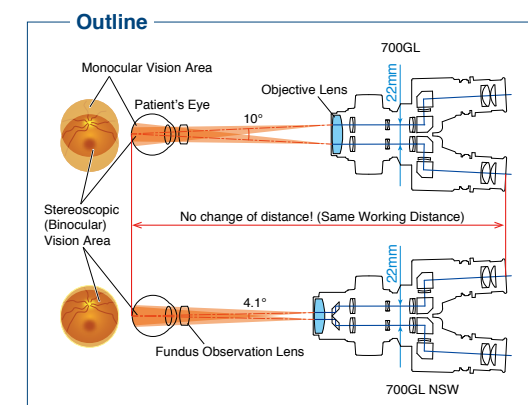 Outline
700GL
Monocular Vision Area
Objective Lens
22mm
Patient's Eye
10°
Stereoscopic
(Binocular)
Vision Area
No change of distance! (Same Working Distance)
22mm
4.1°
Fundus Observation Lens
700GL NSW